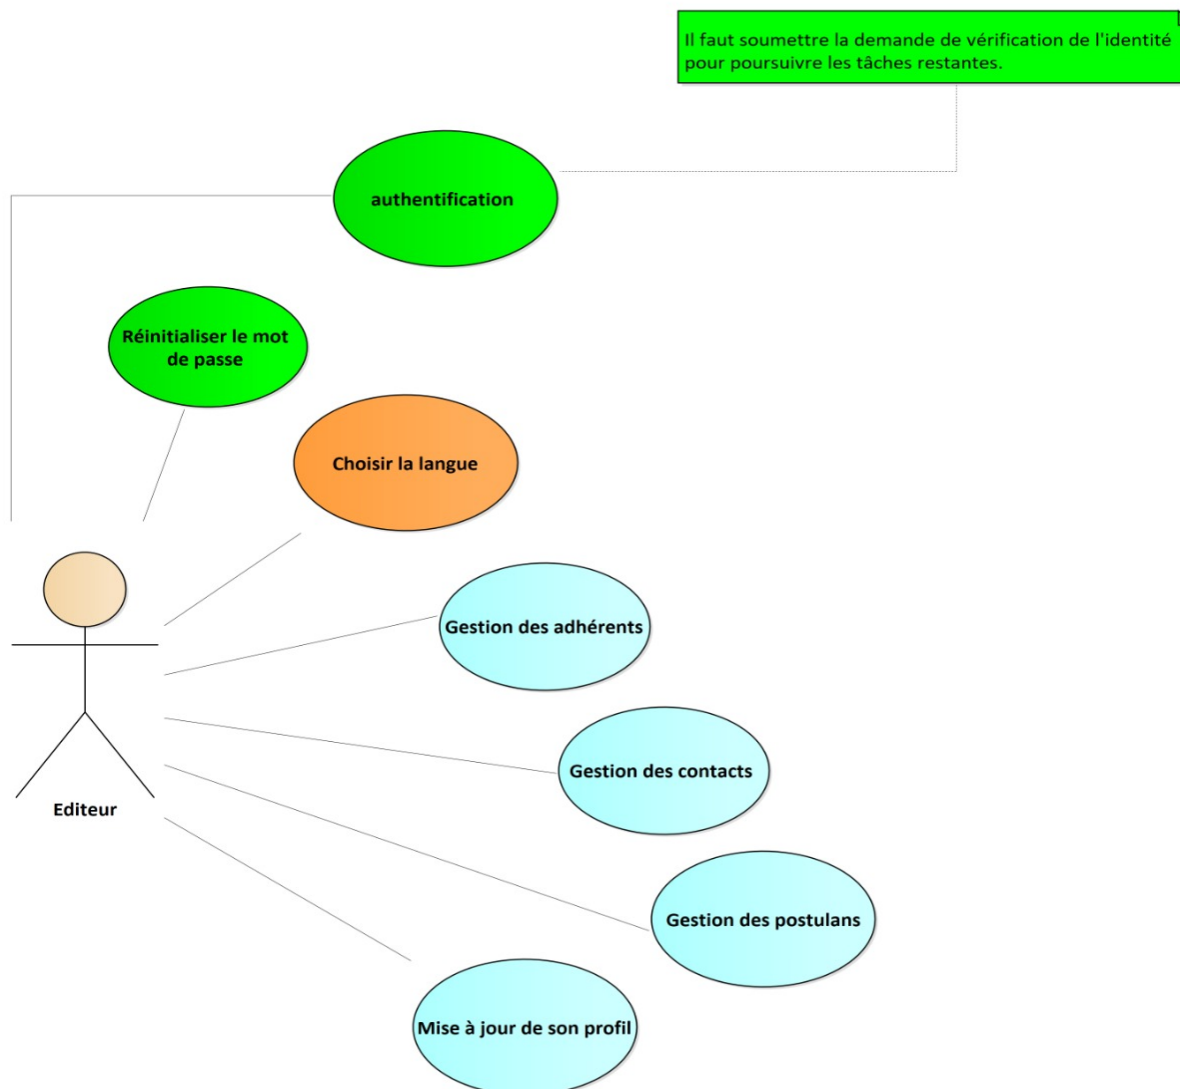 Il faut soumettre la demande de vérification de l'identité
pour poursuivre les tâches restantes.
authentification
Réinitialiser le mot
de passe
Choisir la langue
Gestion des adhérents
Gestion des contacts
Editeur
Gestion des postulans
Mise à jour de son profil